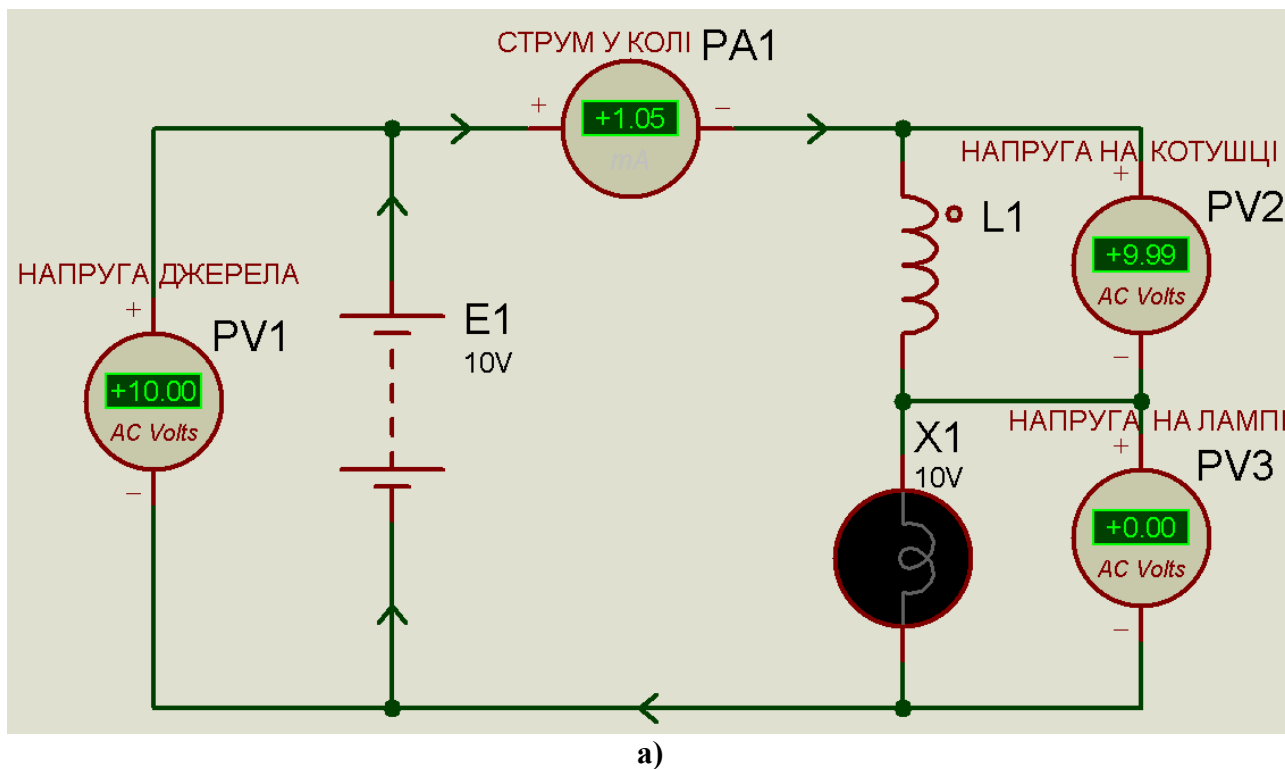 СТРУМ У КОЛІ PA1
+ +1.05 −
mA
НАПРУГА НА КОТУШЦІ
+
L1
PV2
+9.99
AC Volts
−
НАПРУГА ДЖЕРЕЛА
+
PV1
+10.00
AC Volts
−
E1
10V
НАПРУГА НА ЛАМПІ
+
X1
10V
PV3
+0.00
AC Volts
−
а)